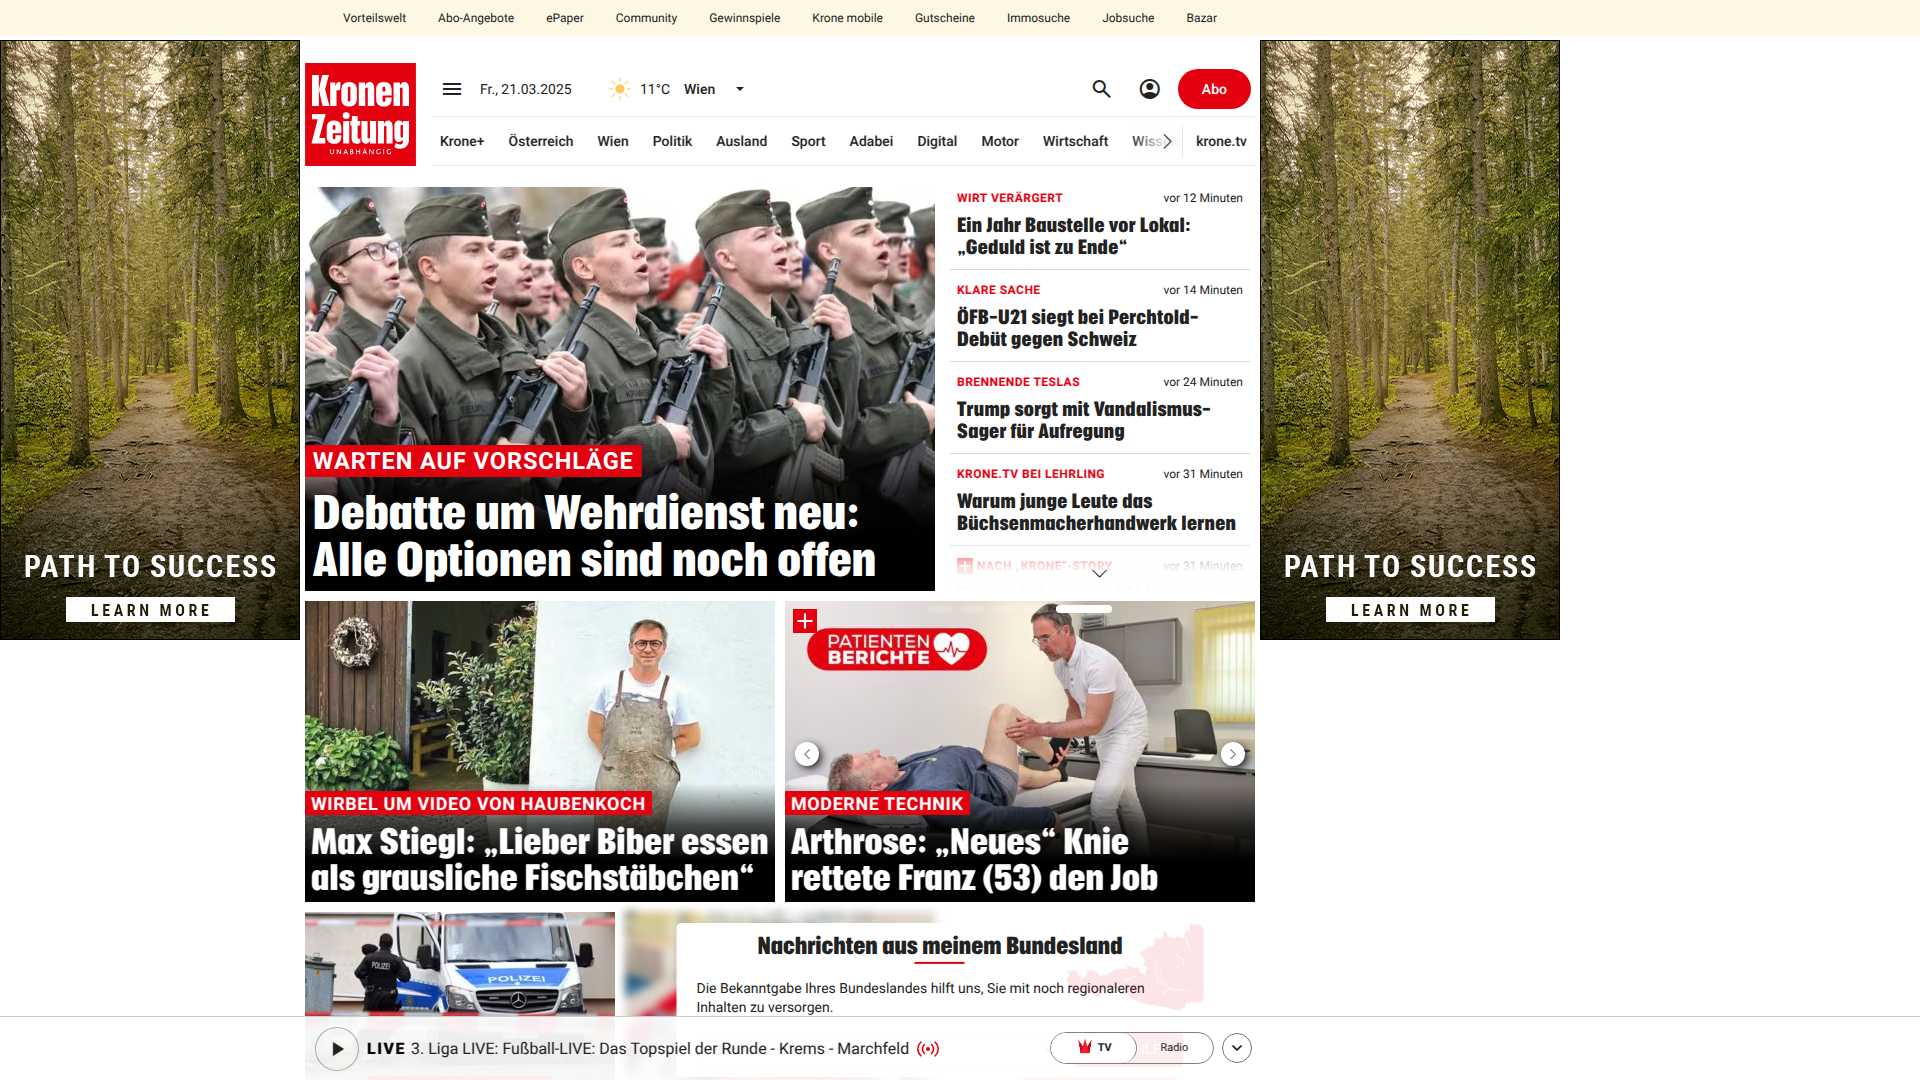 Vorteilswelt Abo-Angebote ePaper Community Gewinnspiele Krone mobile Gutscheine Immosuche Jobsuche Bazar
Kronen
Zeitung
UNABHÄNGIG
Fr., 21.03.2025 11°C Wien Abo
Krone+ Österreich Wien Politik Ausland Sport Adabei Digital Motor Wirtschaft Wiss krone.tv
WARTEN AUF VORSCHLÄGE
Debatte um Wehrdienst neu:
Alle Optionen sind noch offen
WIRT VERÄRGERT vor 12 Minuten
Ein Jahr Baustelle vor Lokal:
„Geduld ist zu Ende“
KLARE SACHE vor 14 Minuten
ÖFB-U21 siegt bei Perchtold-
Debüt gegen Schweiz
BRENNENDE TESLAS vor 24 Minuten
Trump sorgt mit Vandalismus-
Sager für Aufregung
KRONE.TV BEI LEHRLING vor 31 Minuten
Warum junge Leute das
Büchsenmacherhandwerk lernen
NACH „KRONE“-STORY vor 31 Minuten
PATH TO SUCCESS
LEARN MORE
PATH TO SUCCESS
LEARN MORE
WIRBEL UM VIDEO VON HAUBENKOCH
Max Stiegl: „Lieber Biber essen
als grausliche Fischstäbchen“
PATIENTEN
BERICHTE
MODERNE TECHNIK
Arthrose: „Neues“ Knie
rettete Franz (53) den Job
POLIZEI
POLIZEI
Nachrichten aus meinem Bundesland
Die Bekanntgabe Ihres Bundeslandes hilft uns, Sie mit noch regionaleren
Inhalten zu versorgen.
LIVE 3. Liga LIVE: Fußball-LIVE: Das Topspiel der Runde - Krems - Marchfeld TV Radio